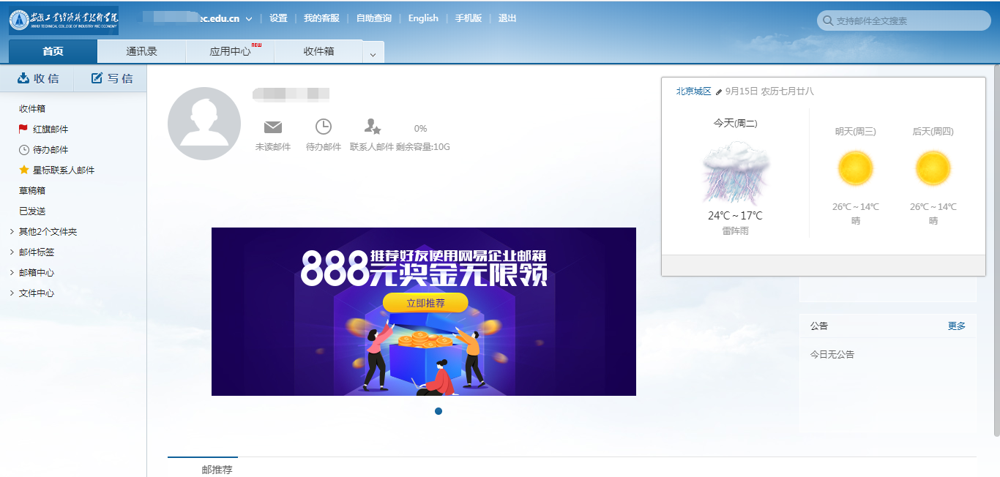 安徽工业经济职业技术学院
ANHUI TECHNICAL COLLEGE OF INDUSTRY AND ECONOMY
ec.edu.cn
设置
我的客服
自助查询
English
手机版
退出
支持邮件全文搜索
首页
通讯录
应用中心
NEW
收件箱
收信
写信
收件箱
红旗邮件
待办邮件
星标联系人邮件
草稿箱
已发送
其他2个文件夹
邮件标签
邮箱中心
文件中心
未读邮件
待办邮件
联系人邮件
0%
剩余容量:10G
北京城区
9月15日 农历七月廿八
今天(周二)
24℃～17℃
雷阵雨
明天(周三)
26℃～14℃
晴
后天(周四)
26℃～14℃
晴
推荐好友使用网易企业邮箱
888元奖金无限领
立即推荐
公告
更多
今日无公告
邮推荐